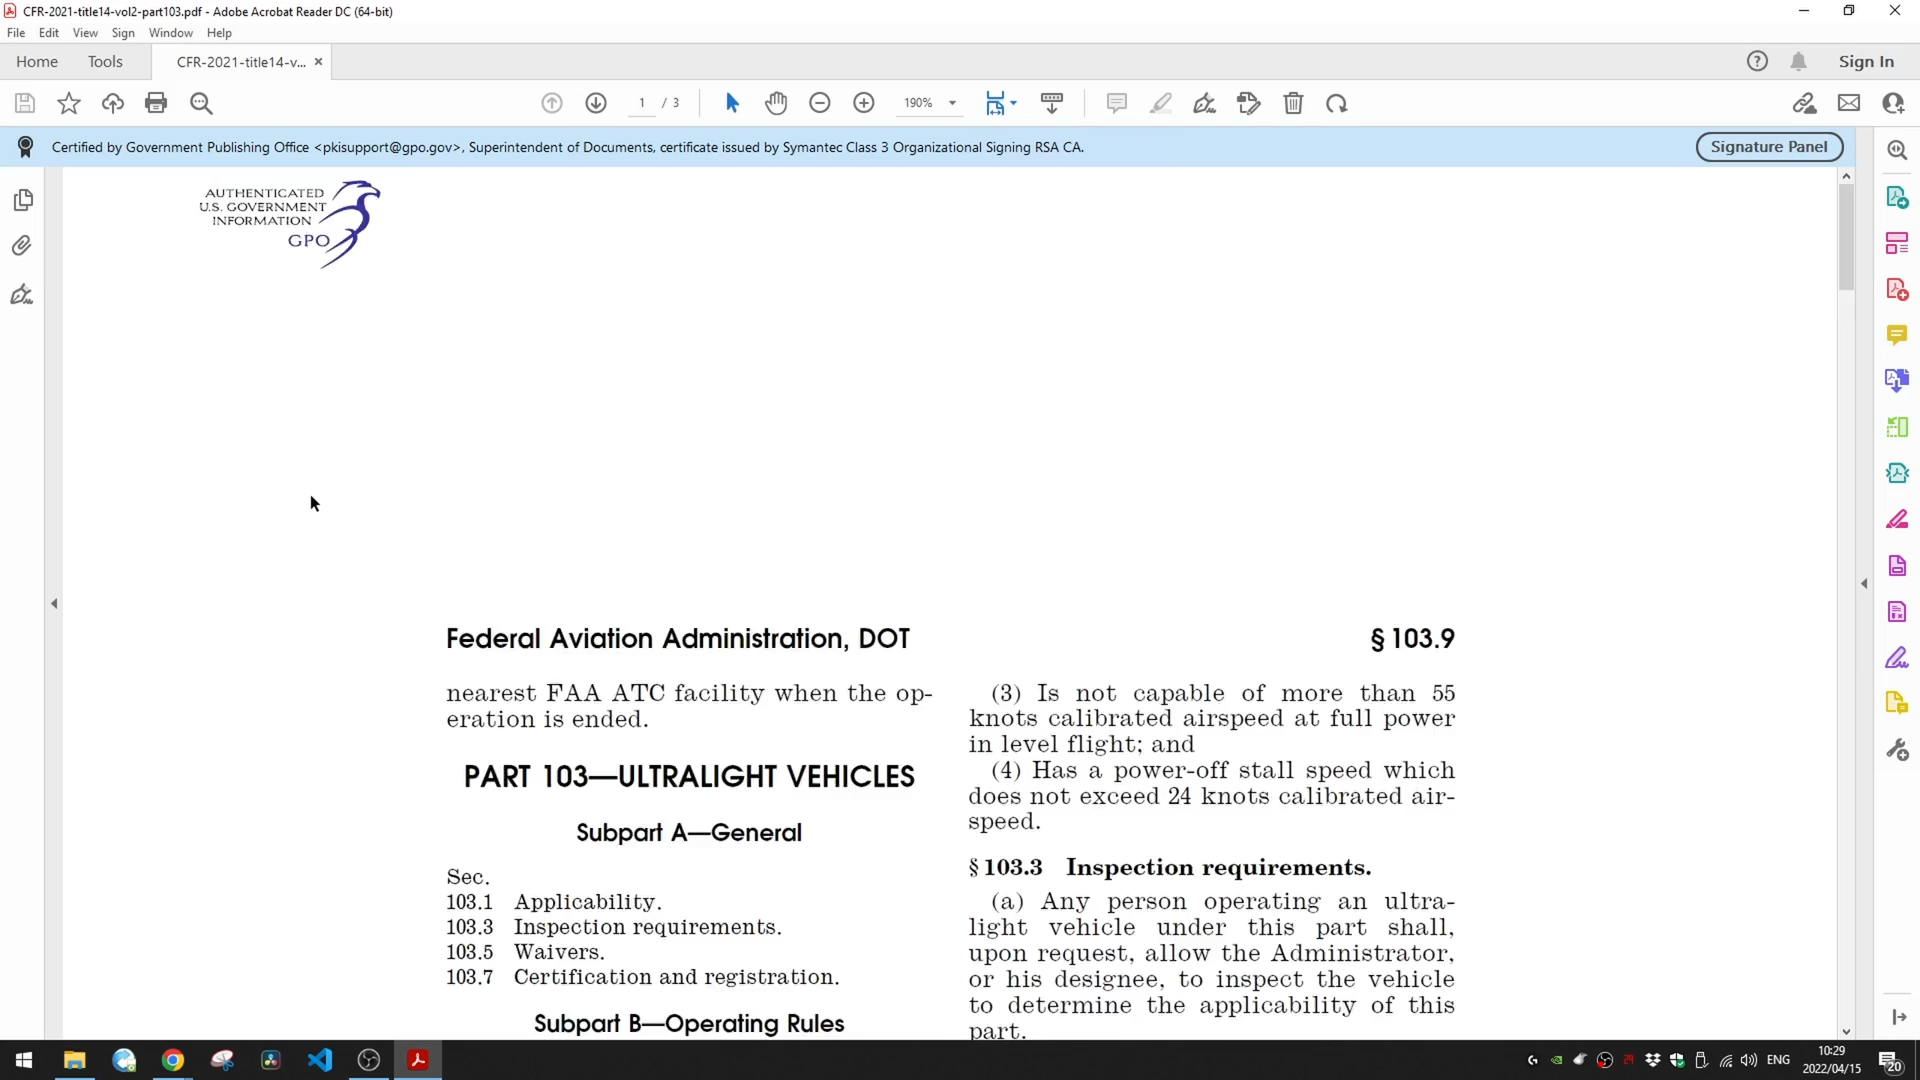 CFR-2021-title14-vol2-part103.pdf - Adobe Acrobat Reader DC (64-bit)
File Edit View Sign Window Help
Home Tools CFR-2021-title14-v... × Sign In
1 / 3 190%
Certified by Government Publishing Office <pkisupport@gpo.gov>, Superintendent of Documents, certificate issued by Symantec Class 3 Organizational Signing RSA CA. Signature Panel
AUTHENTICATED
U.S. GOVERNMENT
INFORMATION
GPO
Federal Aviation Administration, DOT § 103.9
nearest FAA ATC facility when the op-
eration is ended.
PART 103—ULTRALIGHT VEHICLES
Subpart A—General
Sec.
103.1 Applicability.
103.3 Inspection requirements.
103.5 Waivers.
103.7 Certification and registration.
Subpart B—Operating Rules
(3) Is not capable of more than 55
knots calibrated airspeed at full power
in level flight; and
(4) Has a power-off stall speed which
does not exceed 24 knots calibrated air-
speed.
§ 103.3 Inspection requirements.
(a) Any person operating an ultra-
light vehicle under this part shall,
upon request, allow the Administrator,
or his designee, to inspect the vehicle
to determine the applicability of this
part.
ENG
10:29
2022/04/15
20